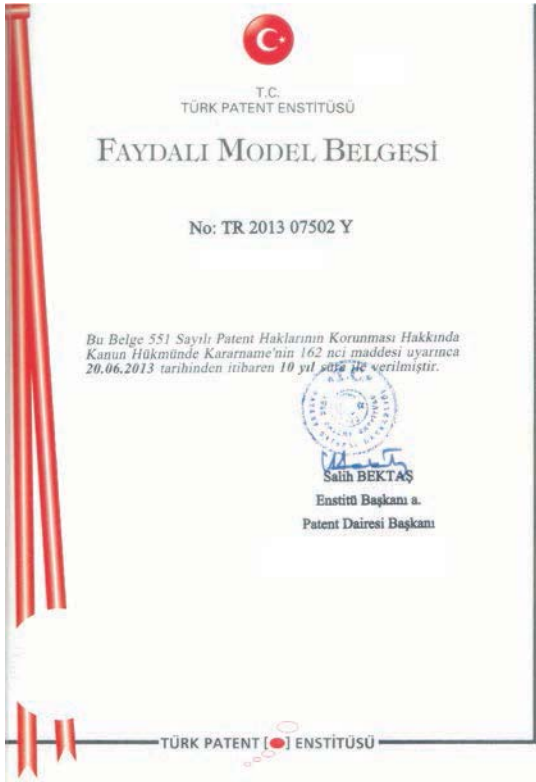 T.C.
TÜRK PATENT ENSTİTÜSÜ
FAYDALI MODEL BELGESİ
No: TR 2013 07502 Y
Bu Belge 551 Sayılı Patent Haklarının Korunması Hakkında
Kanun Hükmünde Kararname'nin 162 nci maddesi uyarınca
20.06.2013 tarihinden itibaren 10 yıl süre ile verilmiştir.
T.C.
Salih BEKTAŞ
Enstitü Başkanı a.
Patent Dairesi Başkanı
TÜRK PATENT [ ] ENSTİTÜSÜ